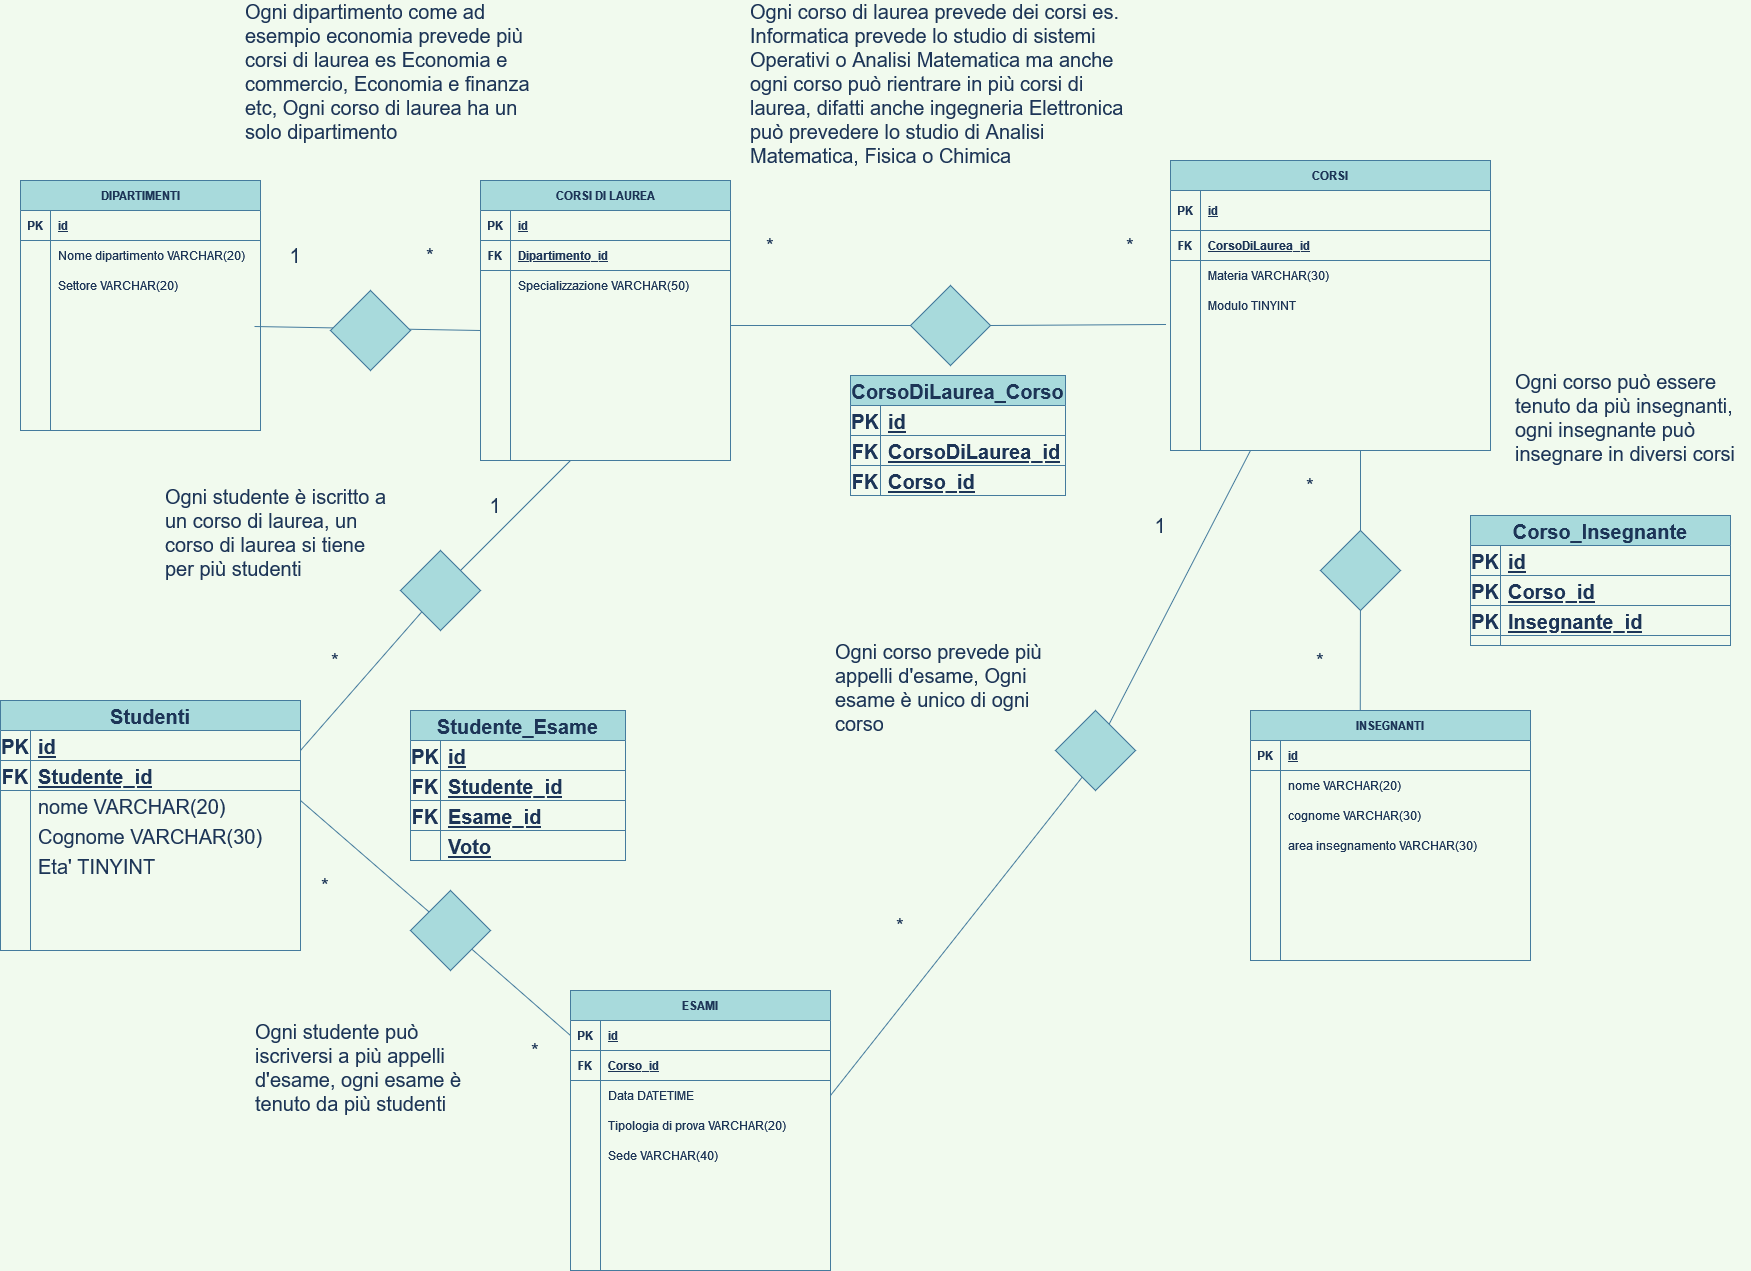 Ogni dipartimento come ad
esempio economia prevede più
corsi di laurea es Economia e
commercio, Economia e finanza
etc, Ogni corso di laurea ha un
solo dipartimento
Ogni corso di laurea prevede dei corsi es.
Informatica prevede lo studio di sistemi
Operativi o Analisi Matematica ma anche
ogni corso può rientrare in più corsi di
laurea, difatti anche ingegneria Elettronica
può prevedere lo studio di Analisi
Matematica, Fisica o Chimica
DIPARTIMENTI
PK id
Nome dipartimento VARCHAR(20)
Settore VARCHAR(20)
1
*
CORSI DI LAUREA
PK id
FK Dipartimento_id
Specializzazione VARCHAR(50)
*
*
CORSI
PK id
FK CorsoDiLaurea_id
Materia VARCHAR(30)
Modulo TINYINT
CorsoDiLaurea_Corso
PK id
FK CorsoDiLaurea_id
FK Corso_id
Ogni corso può essere
tenuto da più insegnanti,
ogni insegnante può
insegnare in diversi corsi
Ogni studente è iscritto a
un corso di laurea, un
corso di laurea si tiene
per più studenti
1
*
1
*
Corso_Insegnante
PK id
PK Corso_id
PK Insegnante_id
*
Ogni corso prevede più
appelli d'esame, Ogni
esame è unico di ogni
corso
Studenti
PK id
FK Studente_id
nome VARCHAR(20)
Cognome VARCHAR(30)
Eta' TINYINT
Studente_Esame
PK id
FK Studente_id
FK Esame_id
Voto
INSEGNANTI
PK id
nome VARCHAR(20)
cognome VARCHAR(30)
area insegnamento VARCHAR(30)
*
*
Ogni studente può
iscriversi a più appelli
d'esame, ogni esame è
tenuto da più studenti
*
ESAMI
PK id
FK Corso_id
Data DATETIME
Tipologia di prova VARCHAR(20)
Sede VARCHAR(40)